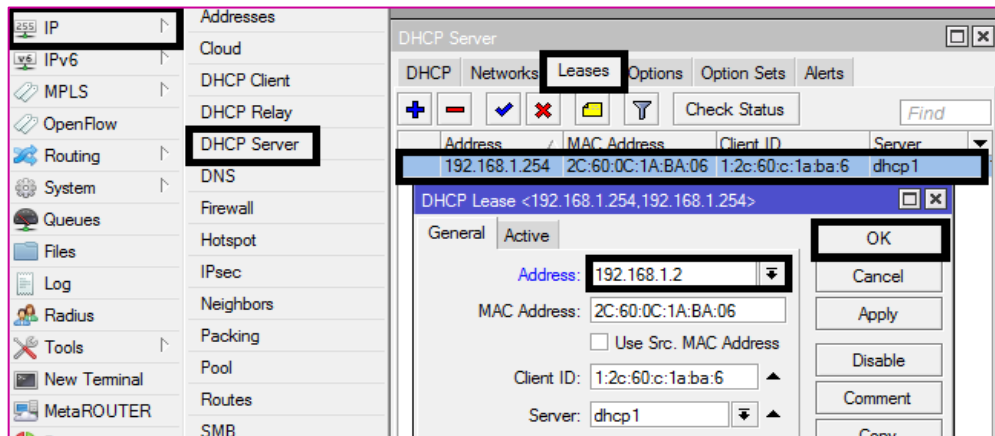 255 IP
v6 IPv6
MPLS
OpenFlow
Routing
System
Queues
Files
Log
Radius
Tools
New Terminal
MetaROUTER
Addresses
Cloud
DHCP Client
DHCP Relay
DHCP Server
DNS
Firewall
Hotspot
IPsec
Neighbors
Packing
Pool
Routes
SMB
DHCP Server
DHCP Networks Leases Options Option Sets Alerts
Check Status Find
Address MAC Address Client ID Server
192.168.1.254 2C:60:0C:1A:BA:06 1:2c:60:c:1a:ba:6 dhcp1
DHCP Lease <192.168.1.254,192.168.1.254>
General Active
OK
Address: 192.168.1.2
Cancel
MAC Address: 2C:60:0C:1A:BA:06
Apply
Use Src. MAC Address
Disable
Client ID: 1:2c:60:c:1a:ba:6
Comment
Server: dhcp1
Copy